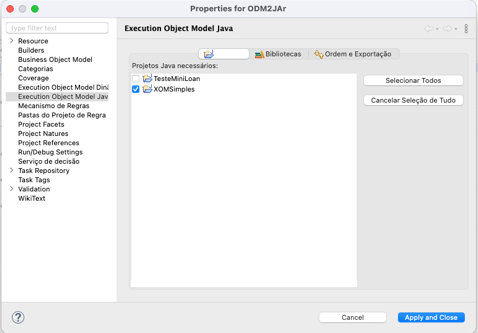 Properties for ODM2JAr
type filter text
Execution Object Model Java
Resource
Builders
Business Object Model
Categorias
Coverage
Execution Object Model Dinâ
Execution Object Model Jav
Mecanismo de Regras
Pastas do Projeto de Regra
Project Facets
Project Natures
Project References
Run/Debug Settings
Serviço de decisão
Task Repository
Task Tags
Validation
WikiText
Bibliotecas
Ordem e Exportação
Projetos Java necessários:
TesteMiniLoan
XOMSimples
Selecionar Todos
Cancelar Seleção de Tudo
?
Cancel
Apply and Close